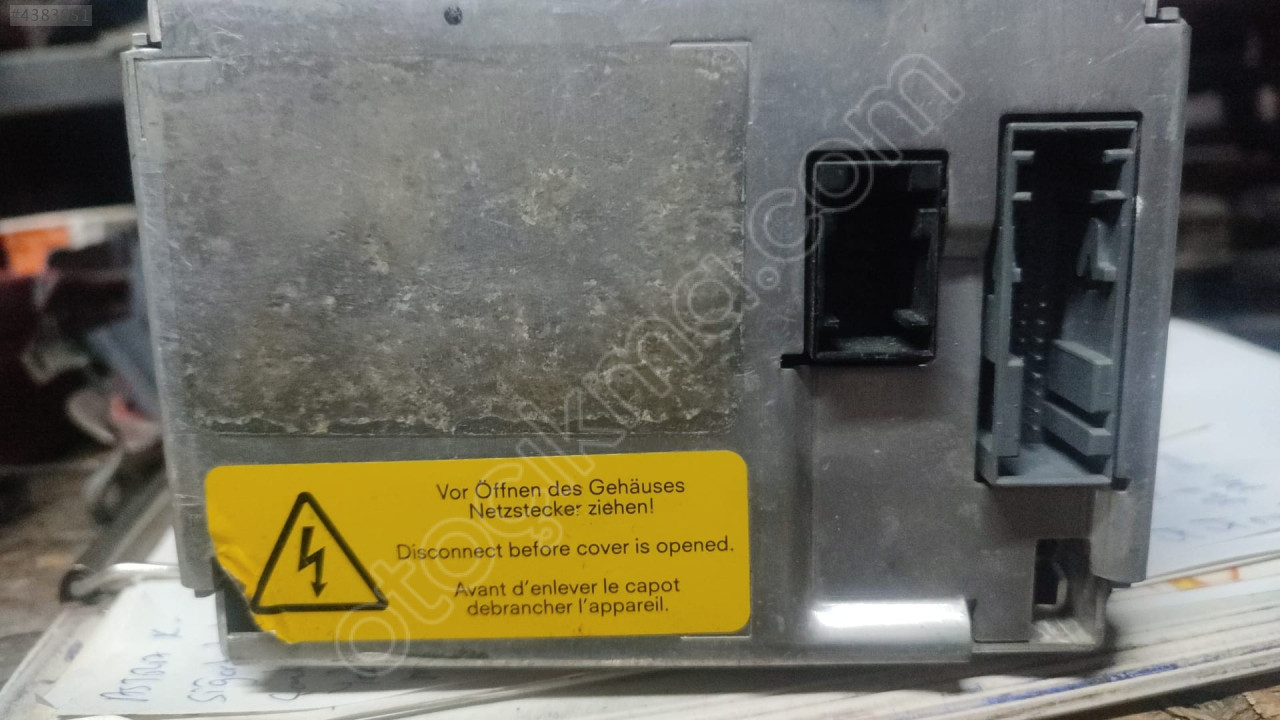 Vor Öffnen des Gehäuses
Netzstecker ziehen!
Disconnect before cover is opened.
Avant d'enlever le capot
debrancher l'appareil.
otoçıkma.com